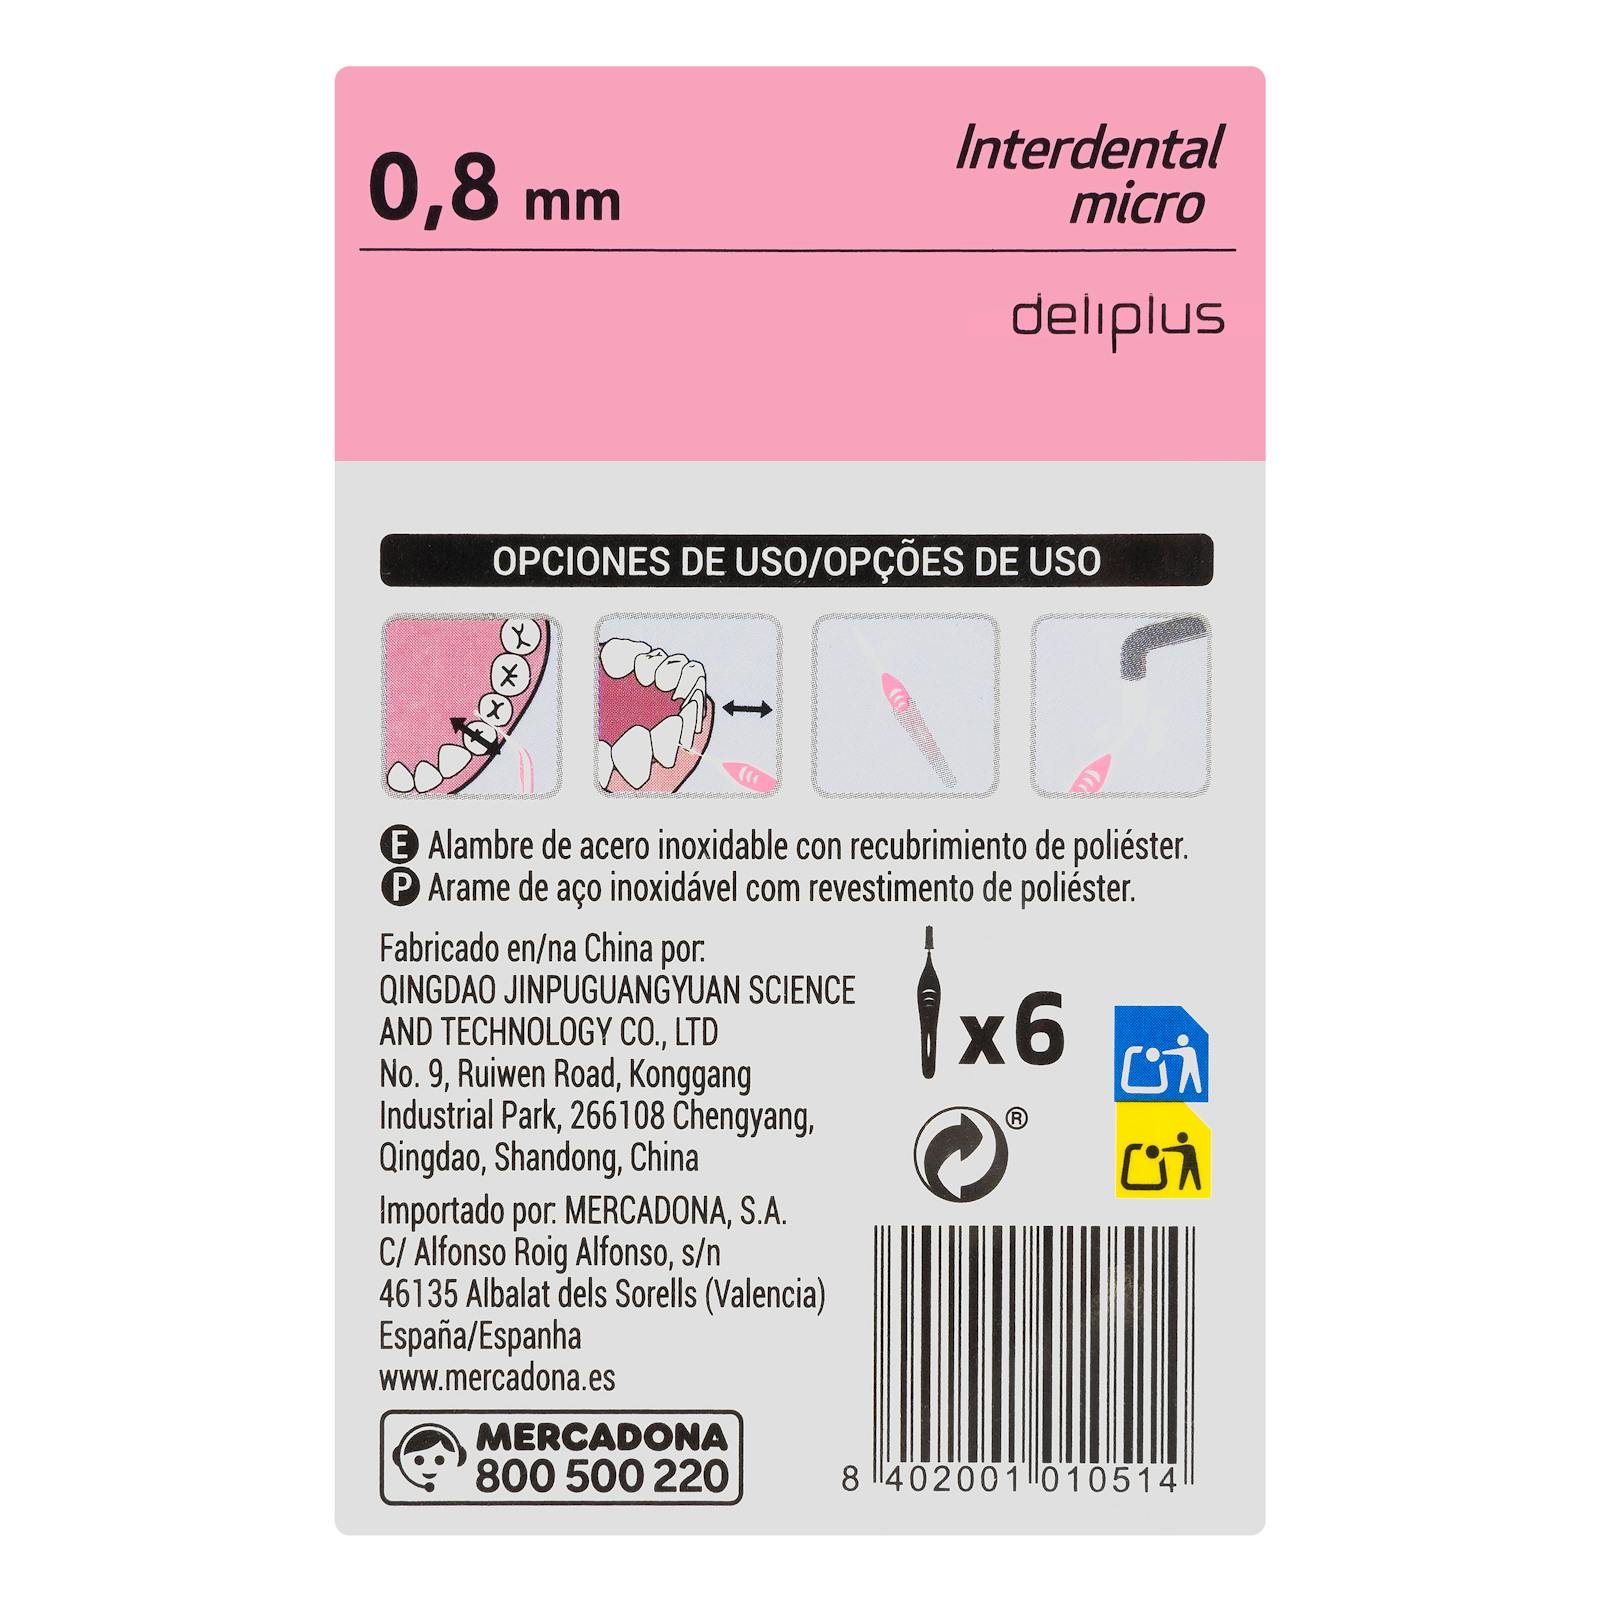 0,8 mm
Interdental
micro
deliplus
OPCIONES DE USO/OPÇÕES DE USO
E Alambre de acero inoxidable con recubrimiento de poliéster.
P Arame de aço inoxidável com revestimento de poliéster.
Fabricado en/na China por:
QINGDAO JINPUGUANGYUAN SCIENCE
AND TECHNOLOGY CO., LTD
No. 9, Ruiwen Road, Konggang
Industrial Park, 266108 Chengyang,
Qingdao, Shandong, China
x6
®
Importado por: MERCADONA, S.A.
C/ Alfonso Roig Alfonso, s/n
46135 Albalat dels Sorells (Valencia)
España/Espanha
www.mercadona.es
MERCADONA
800 500 220
8 402001 010514